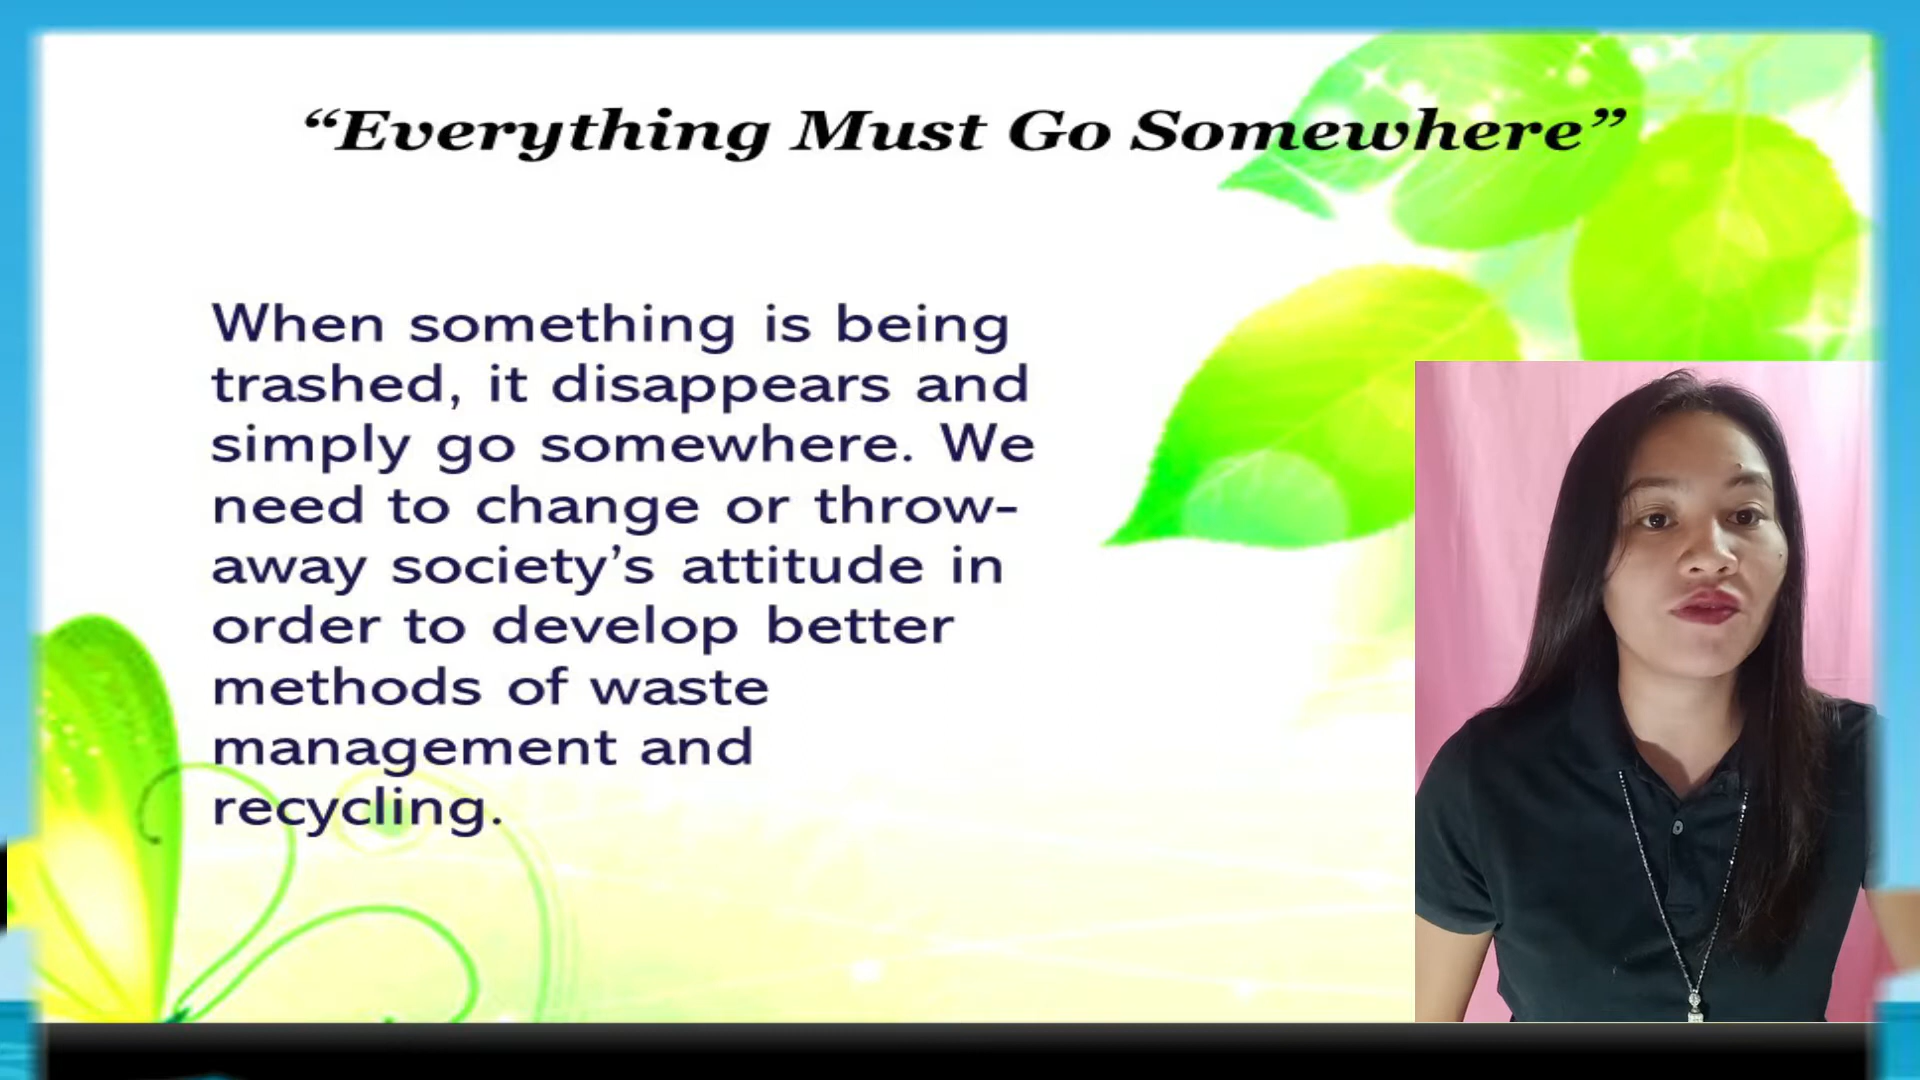 “Everything Must Go Somewhere”
When something is being
trashed, it disappears and
simply go somewhere. We
need to change or throw-
away society’s attitude in
order to develop better
methods of waste
management and
recycling.